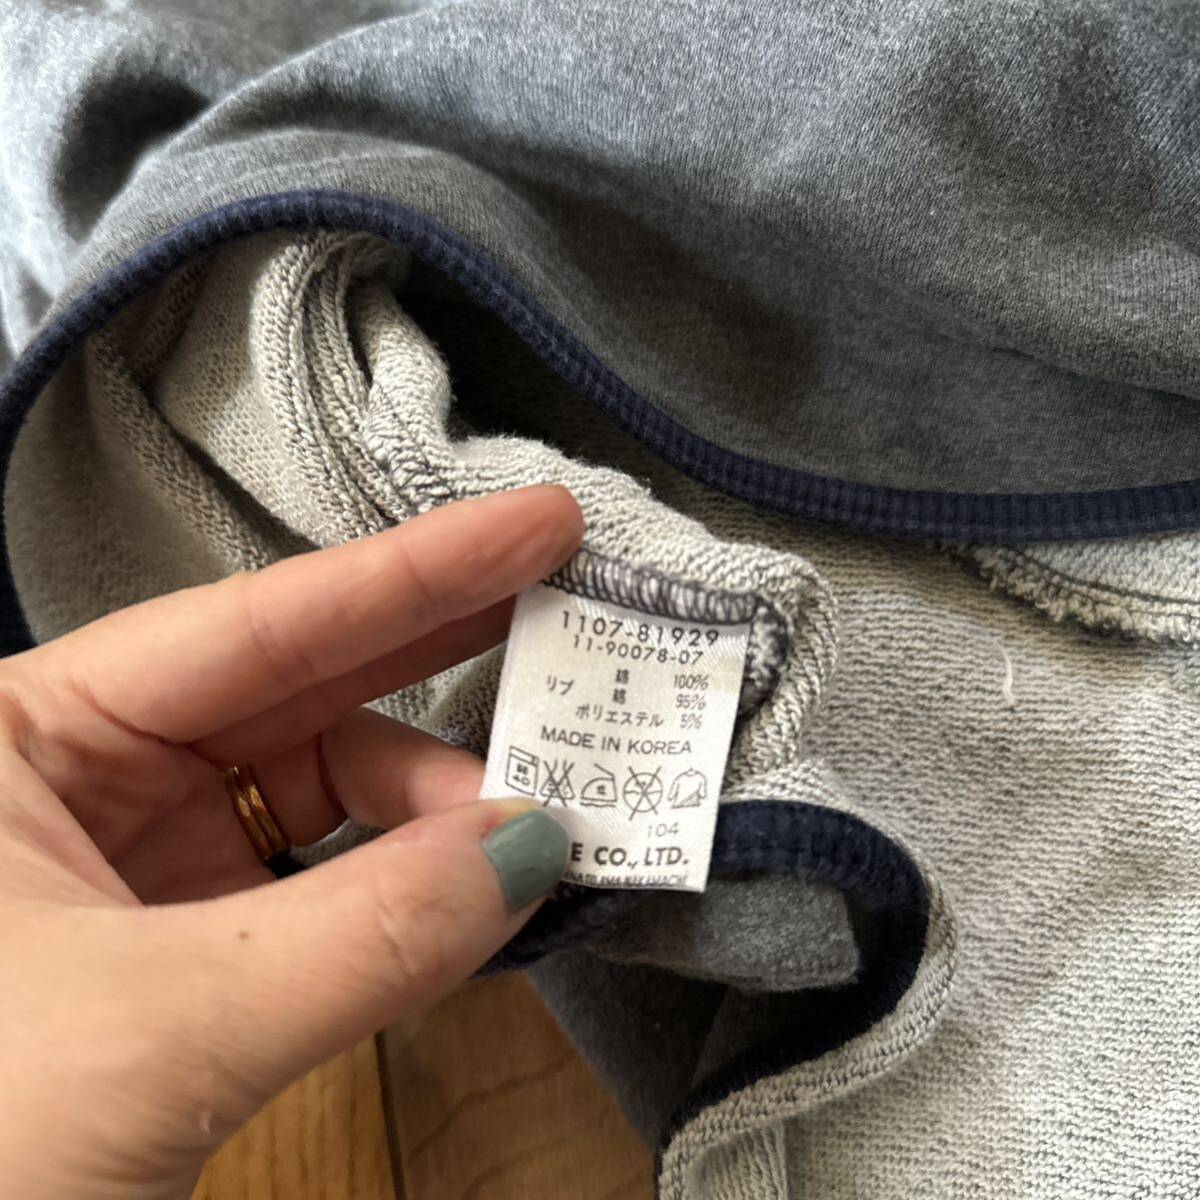 1107-81929
11-90078-07
綿 100%
リブ 綿 95%
ポリエステル 5%
MADE IN KOREA
40
104
E CO., LTD.